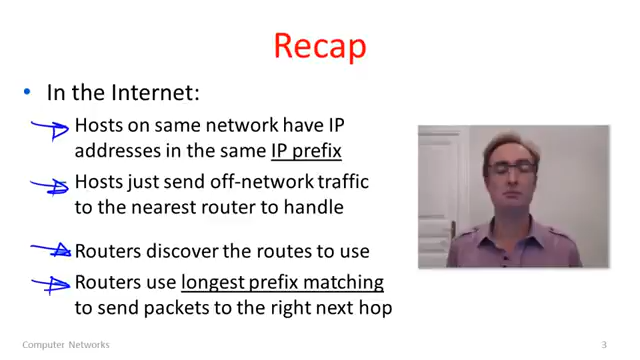 Recap
• In the Internet:
Hosts on same network have IP
addresses in the same IP prefix
Hosts just send off-network traffic
to the nearest router to handle
Routers discover the routes to use
Routers use longest prefix matching
to send packets to the right next hop
Computer Networks
3